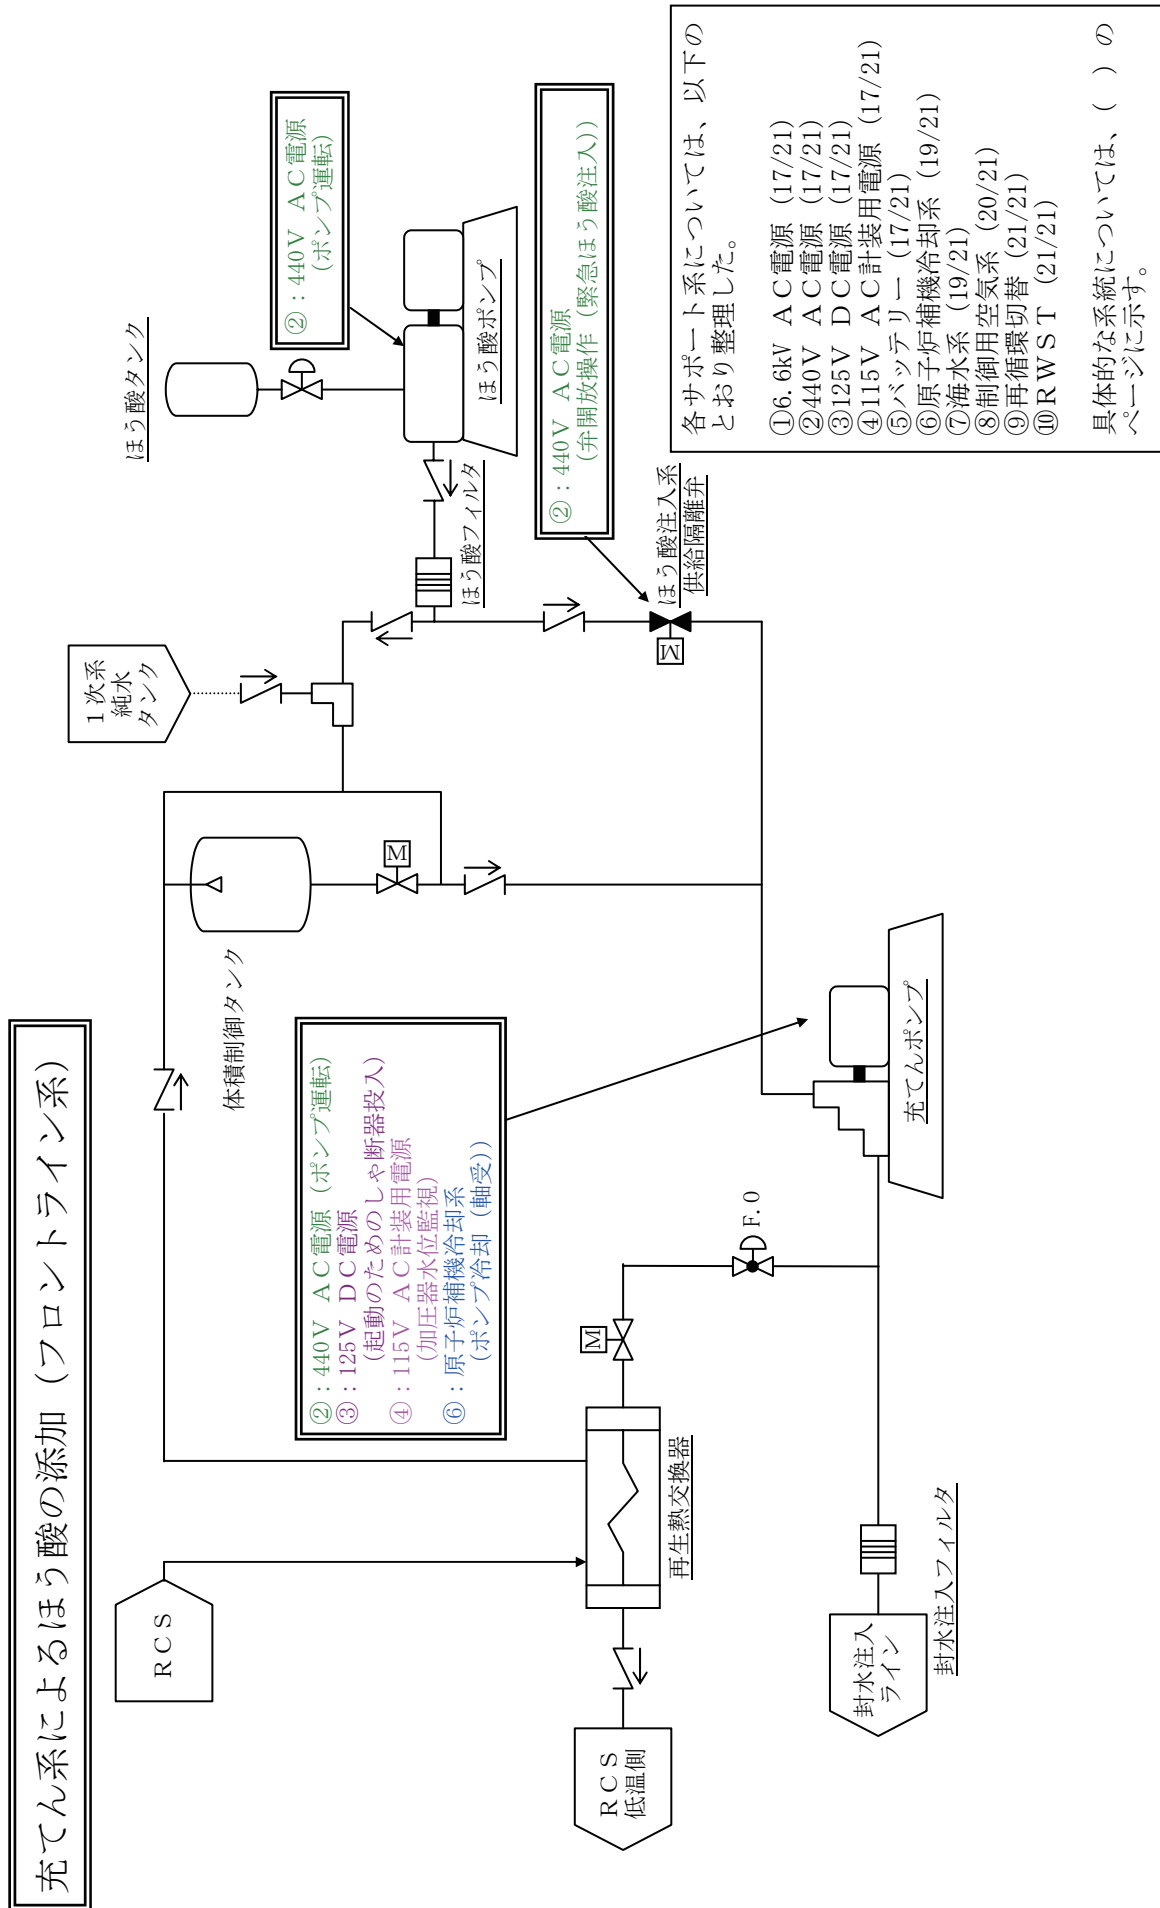 充てん系によるほう酸の添加（フロントライン系）
ＲＣＳ
ＲＣＳ
低温側
再生熱交換器
封水注入
ライン
封水注入フィルタ
M
F.O
充てんポンプ
②：440V ＡＣ電源（ポンプ運転）
③：125V ＤＣ電源
（起動のためのしゃ断器投入）
④：115V ＡＣ計装用電源
（加圧器水位監視）
⑥：原子炉補機冷却系
（ポンプ冷却（軸受））
体積制御タンク
M
１次系
純水
タンク
ほう酸タンク
②：440V ＡＣ電源
（ポンプ運転）
ほう酸ポンプ
ほう酸フィルタ
②：440V ＡＣ電源
（弁開放操作（緊急ほう酸注入））
M
ほう酸注入系
供給隔離弁
各サポート系については、以下の
とおり整理した。
①6.6kV ＡＣ電源（17/21）
②440V ＡＣ電源（17/21）
③125V ＤＣ電源（17/21）
④115V ＡＣ計装用電源（17/21）
⑤バッテリー（17/21）
⑥原子炉補機冷却系（19/21）
⑦海水系（19/21）
⑧制御用空気系（20/21）
⑨再循環切替（21/21）
⑩ＲＷＳＴ（21/21）
具体的な系統については、（ ）の
ページに示す。